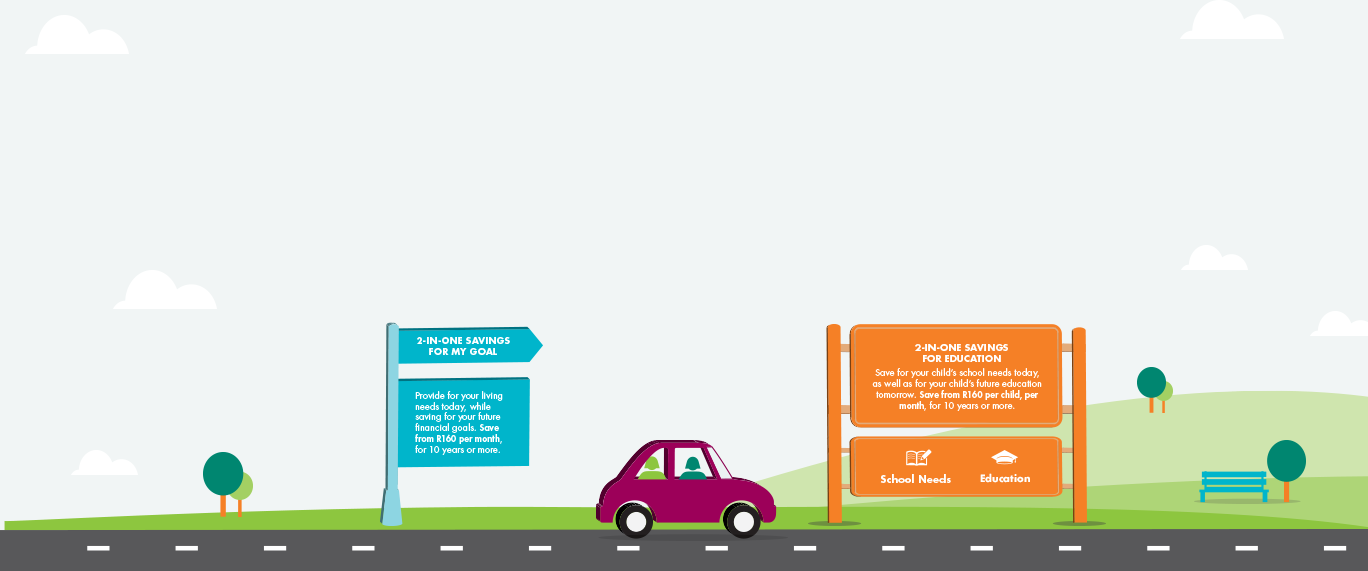 2-IN-ONE SAVINGS
FOR MY GOAL
Provide for your living
needs today, while
saving for your future
financial goals. Save
from R160 per month,
for 10 years or more.
2-IN-ONE SAVINGS
FOR EDUCATION
Save for your child's school needs today,
as well as for your child's future education
tomorrow. Save from R160 per child, per
month, for 10 years or more.
School Needs
Education